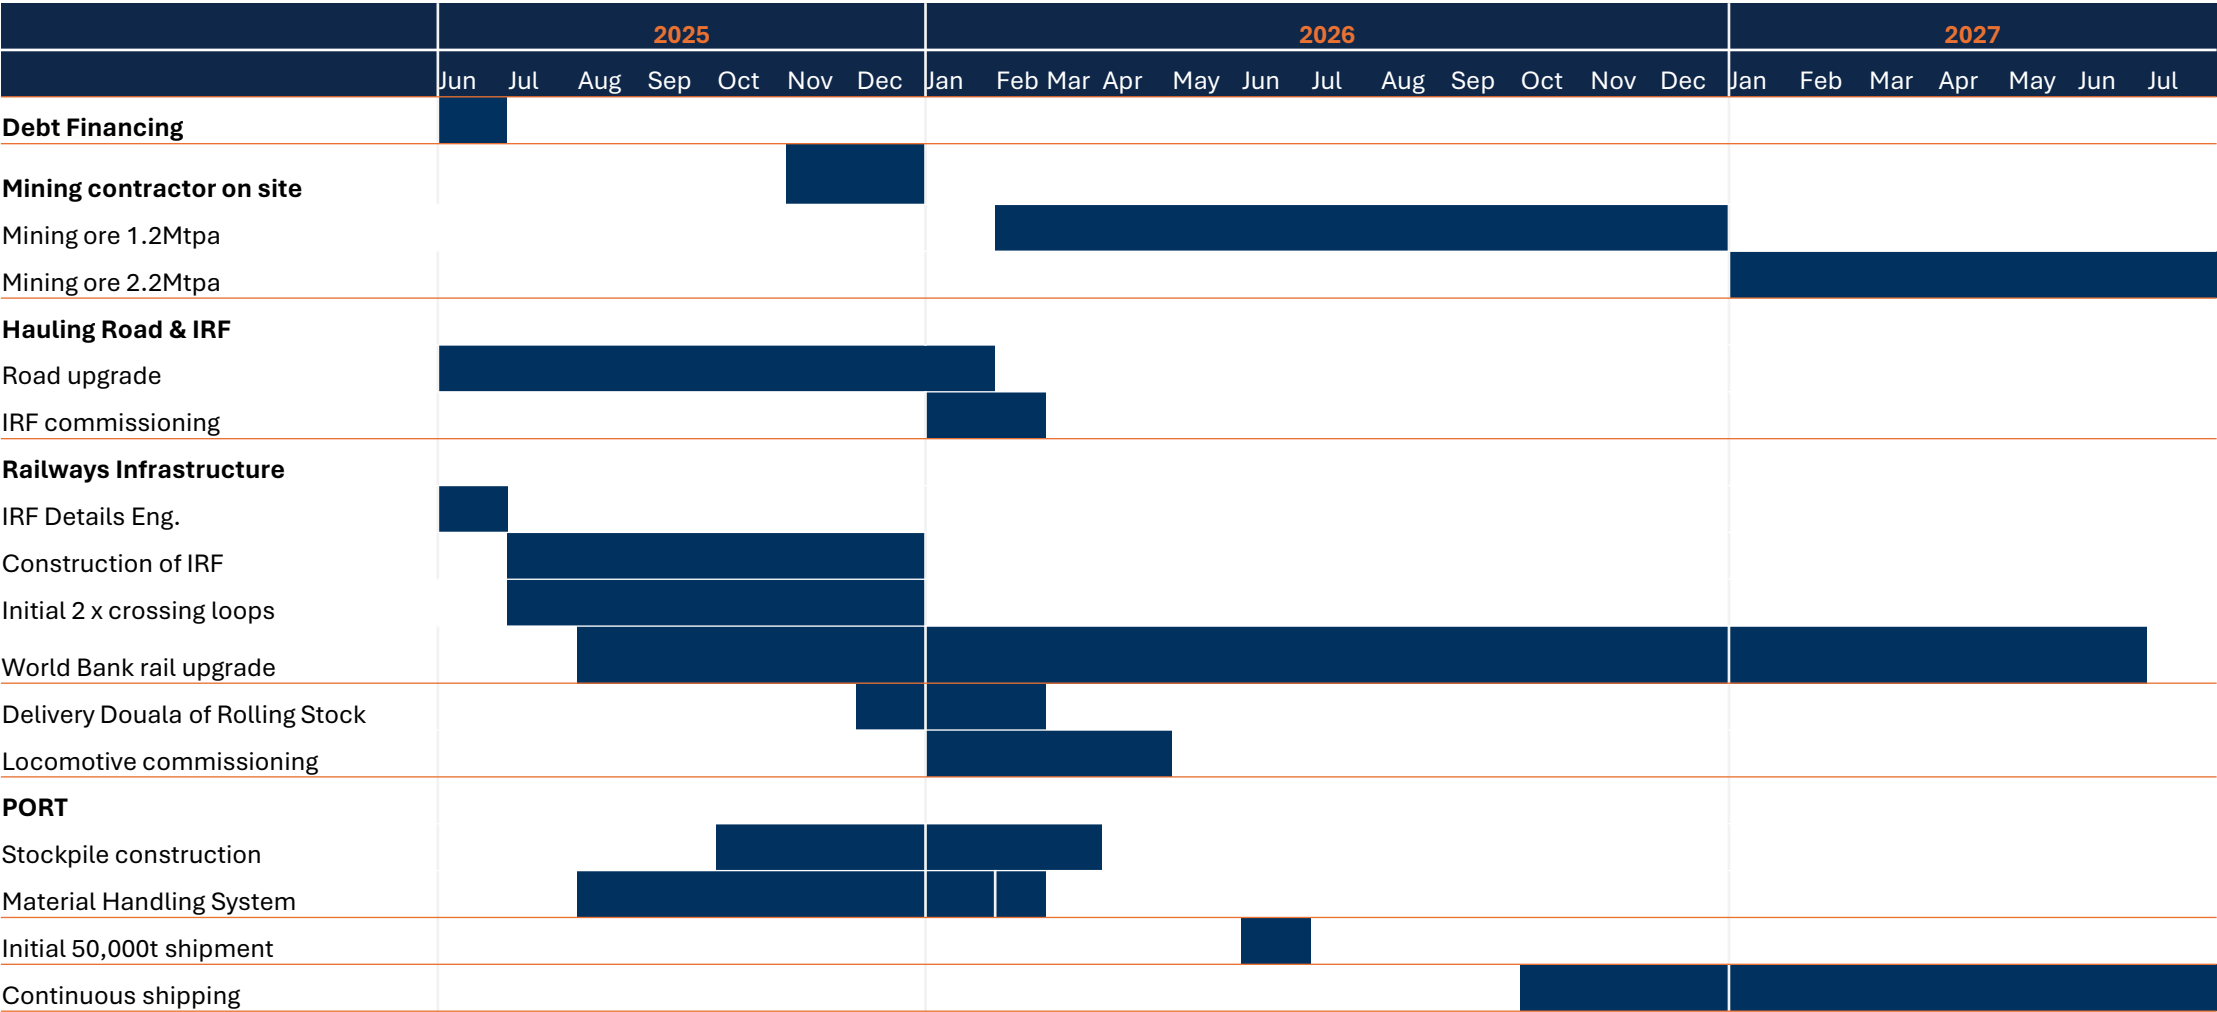 2025 2026 2027
Jun Jul Aug Sep Oct Nov Dec Jan Feb Mar Apr May Jun Jul Aug Sep Oct Nov Dec Jan Feb Mar Apr May Jun Jul
Debt Financing
Mining contractor on site
Mining ore 1.2Mtpa
Mining ore 2.2Mtpa
Hauling Road & IRF
Road upgrade
IRF commissioning
Railways Infrastructure
IRF Details Eng.
Construction of IRF
Initial 2 x crossing loops
World Bank rail upgrade
Delivery Douala of Rolling Stock
Locomotive commissioning
PORT
Stockpile construction
Material Handling System
Initial 50,000t shipment
Continuous shipping